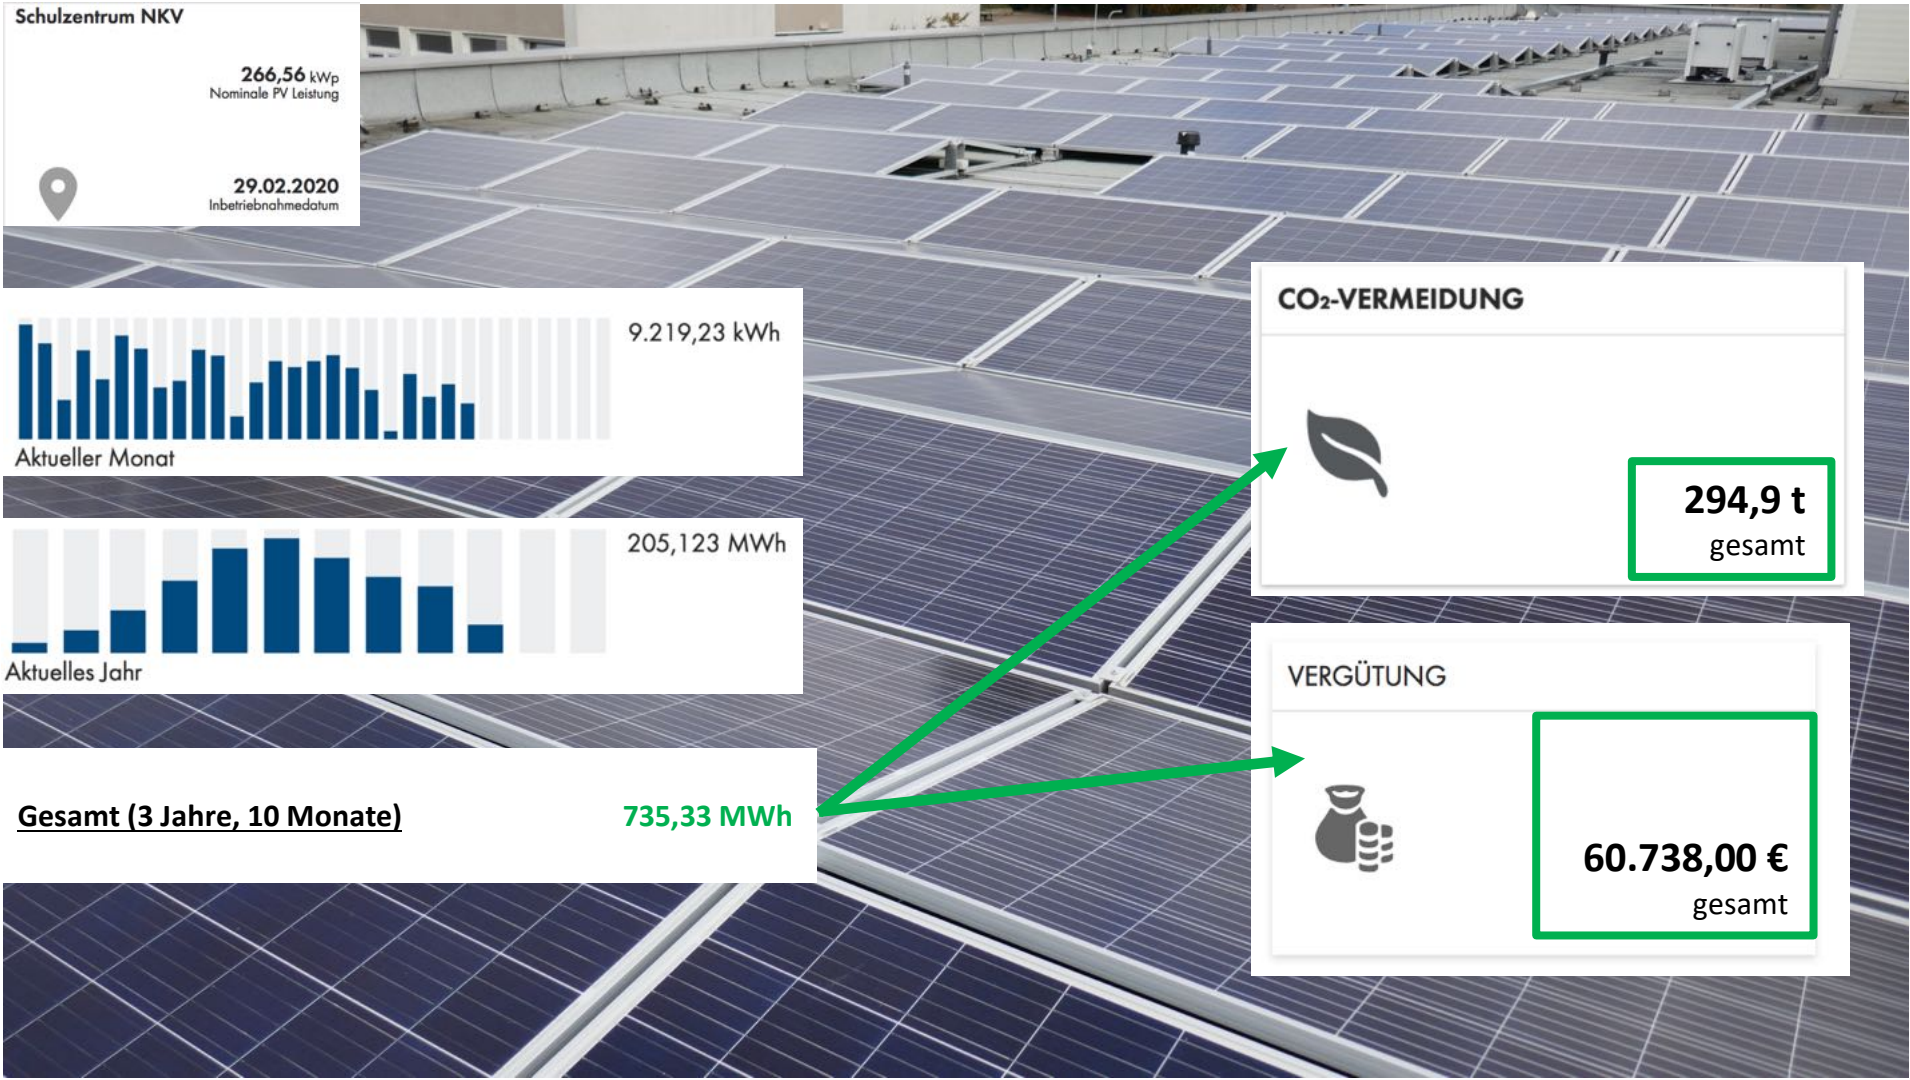 Schulzentrum NKV
266,56 kWp
Nominale PV Leistung
29.02.2020
Inbetriebnahmedatum
9.219,23 kWh
Aktueller Monat
205,123 MWh
Aktuelles Jahr
Gesamt (3 Jahre, 10 Monate) 735,33 MWh
CO₂-VERMEIDUNG
294,9 t
gesamt
VERGÜTUNG
60.738,00 €
gesamt